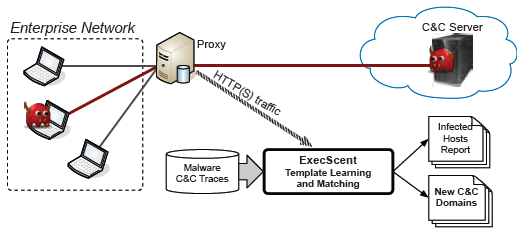 Enterprise Network
Proxy
C&C Server
HTTP(S) traffic
Malware
C&C Traces
ExecScent
Template Learning
and Matching
Infected
Hosts
Report
New C&C
Domains